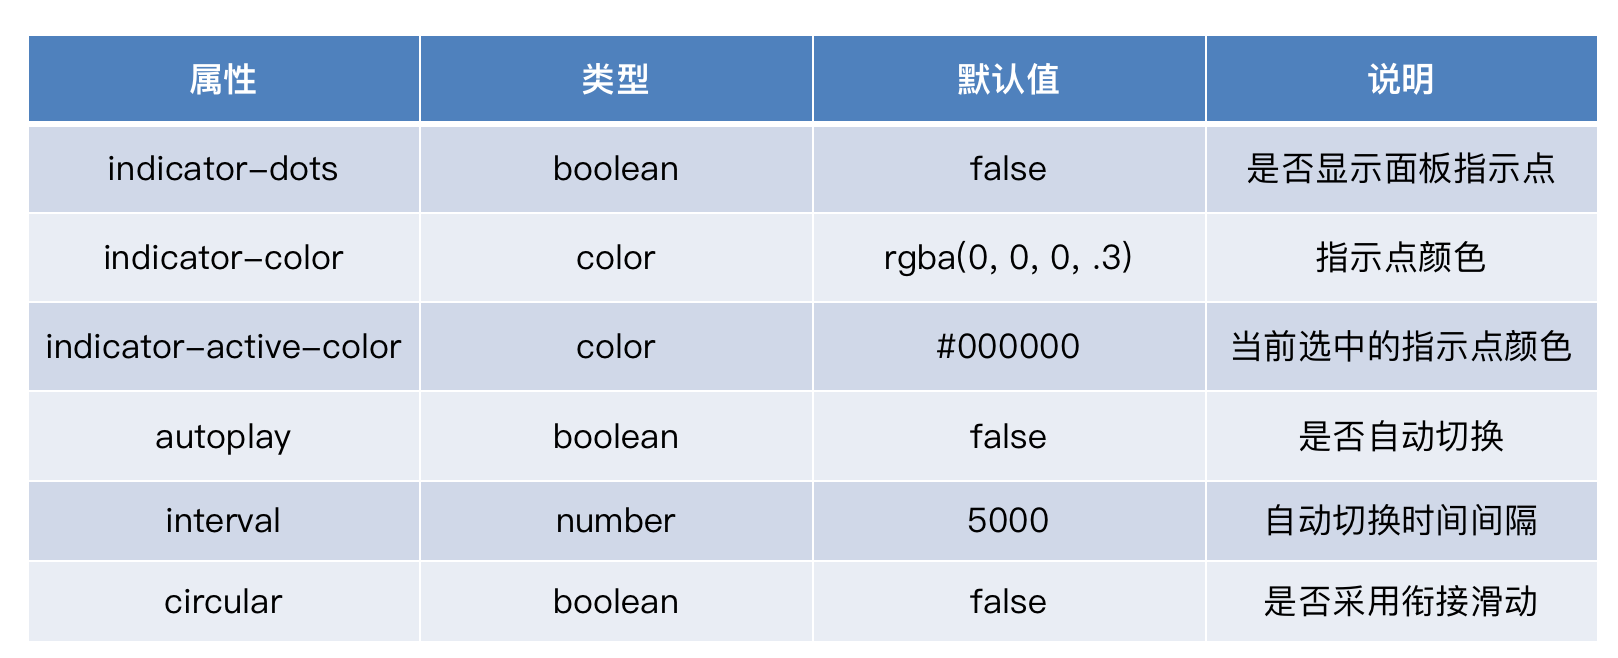 属性 类型 默认值 说明
indicator-dots boolean false 是否显示面板指示点
indicator-color color rgba(0, 0, 0, .3) 指示点颜色
indicator-active-color color #000000 当前选中的指示点颜色
autoplay boolean false 是否自动切换
interval number 5000 自动切换时间间隔
circular boolean false 是否采用衔接滑动